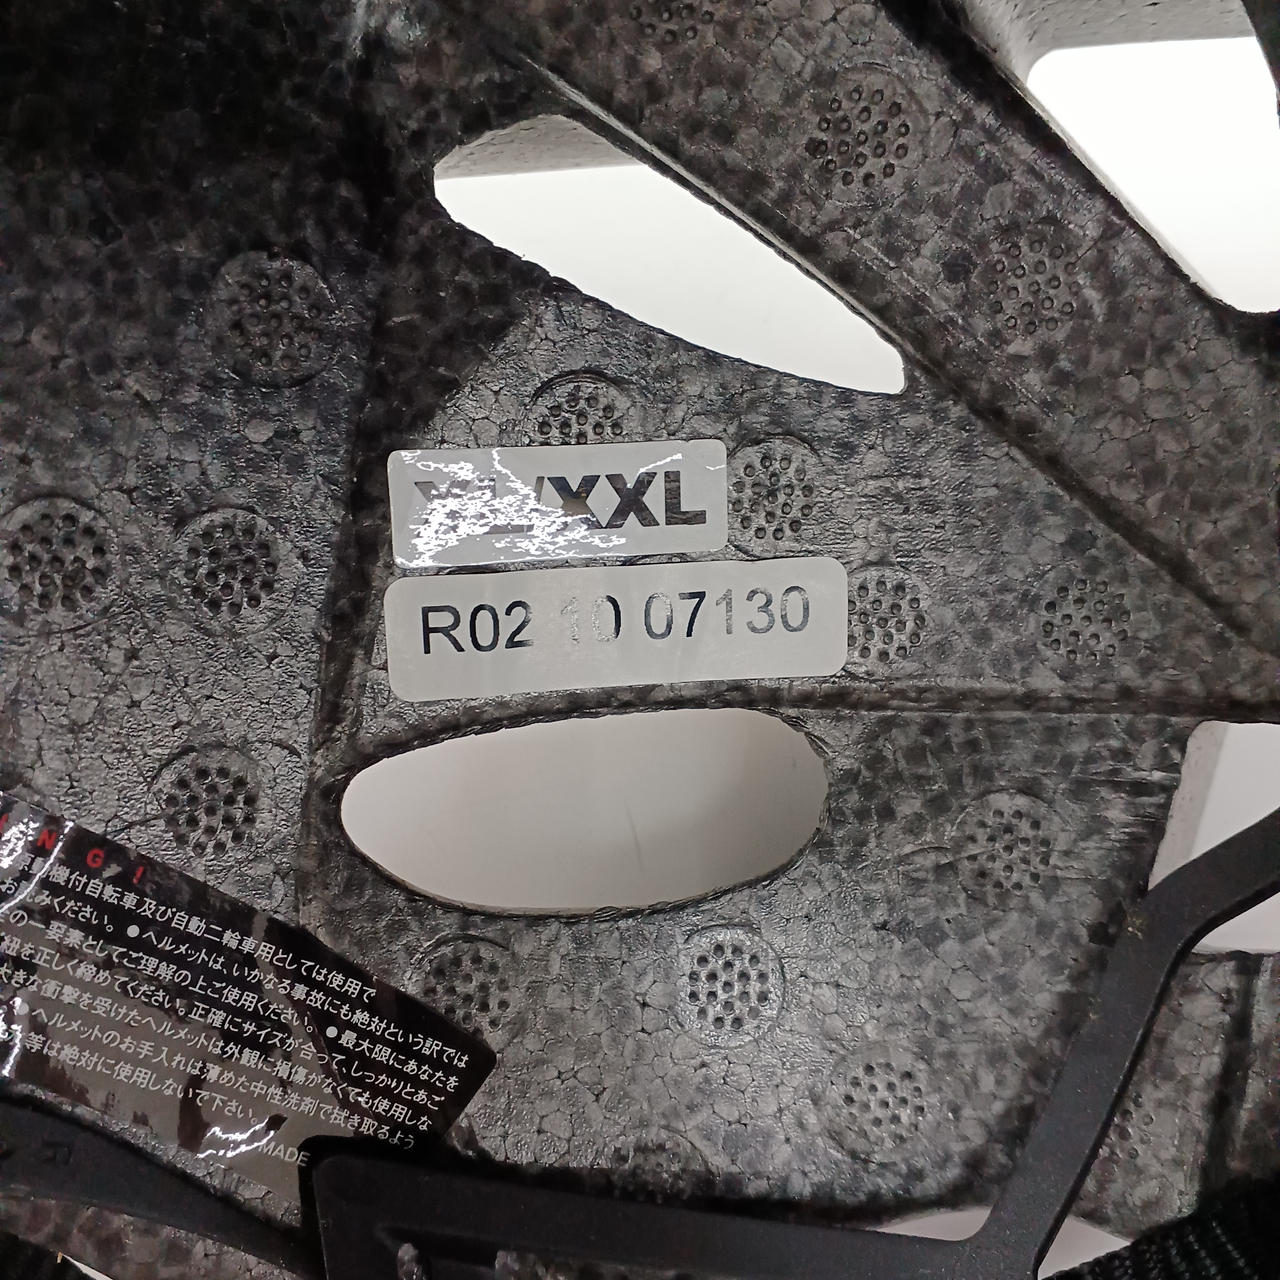 XL/XXL
R02 10 07130
N G !
機付自転車及び自動二輪車用としては使用で
お読みください。 ●ヘルメットは、いかなる事故にも絶対という訳では
の一要素としてご理解の上ご使用ください。 ●最大限にあなたを
紐を正しく締めてください。正確にサイズが合って、しっかりとあご
大きな衝撃を受けたヘルメットは外観に損傷がなくても使用しな
●ヘルメットのお手入れは薄めた中性洗剤で拭き取るよう
等は絶対に使用しないで下さい。
MADE
R